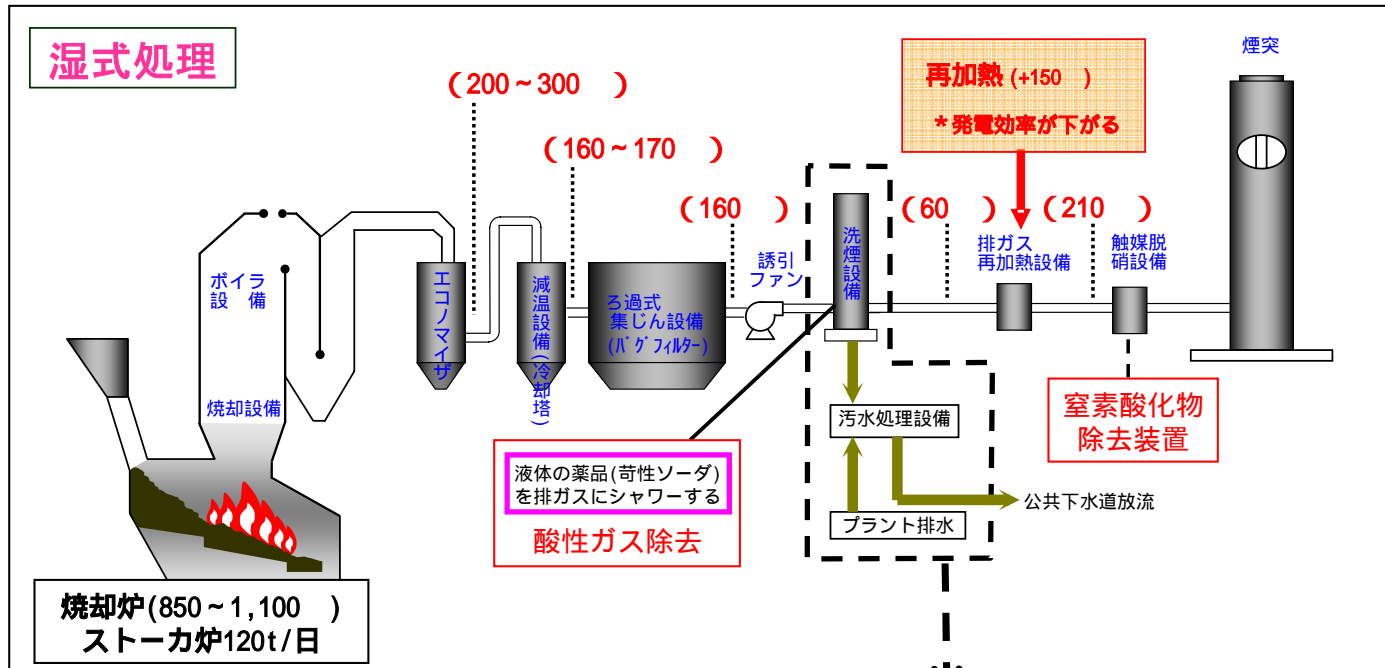 湿式処理
煙突
再加熱 (+150　)
*発電効率が下がる
(200～300　)
(160～170　)
(160　)
(60　)
(210　)
洗煙設備
誘引
ファン
排ガス
再加熱設備
触媒脱
硝設備
ボイラ
設　備
エコノマイザ
減温設備(冷却塔)
ろ過式
集じん設備
(ﾊﾞｸﾞﾌｨﾙﾀｰ)
焼却設備
汚水処理設備
窒素酸化物
除去装置
液体の薬品(苛性ソーダ)
を排ガスにシャワーする
酸性ガス除去
公共下水道放流
プラント排水
焼却炉(850～1,100　)
ストーカ炉120t/日